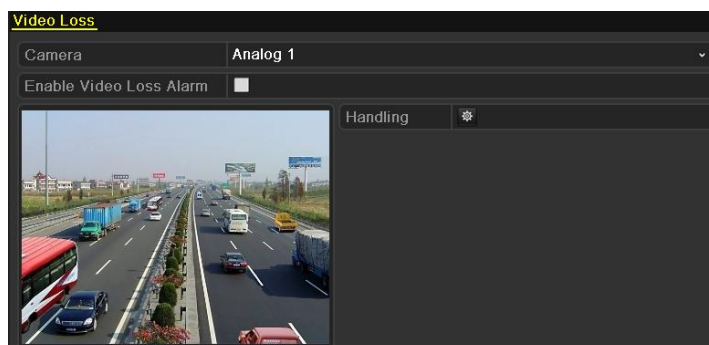 Video Loss
Camera Analog 1
Enable Video Loss Alarm
Handling